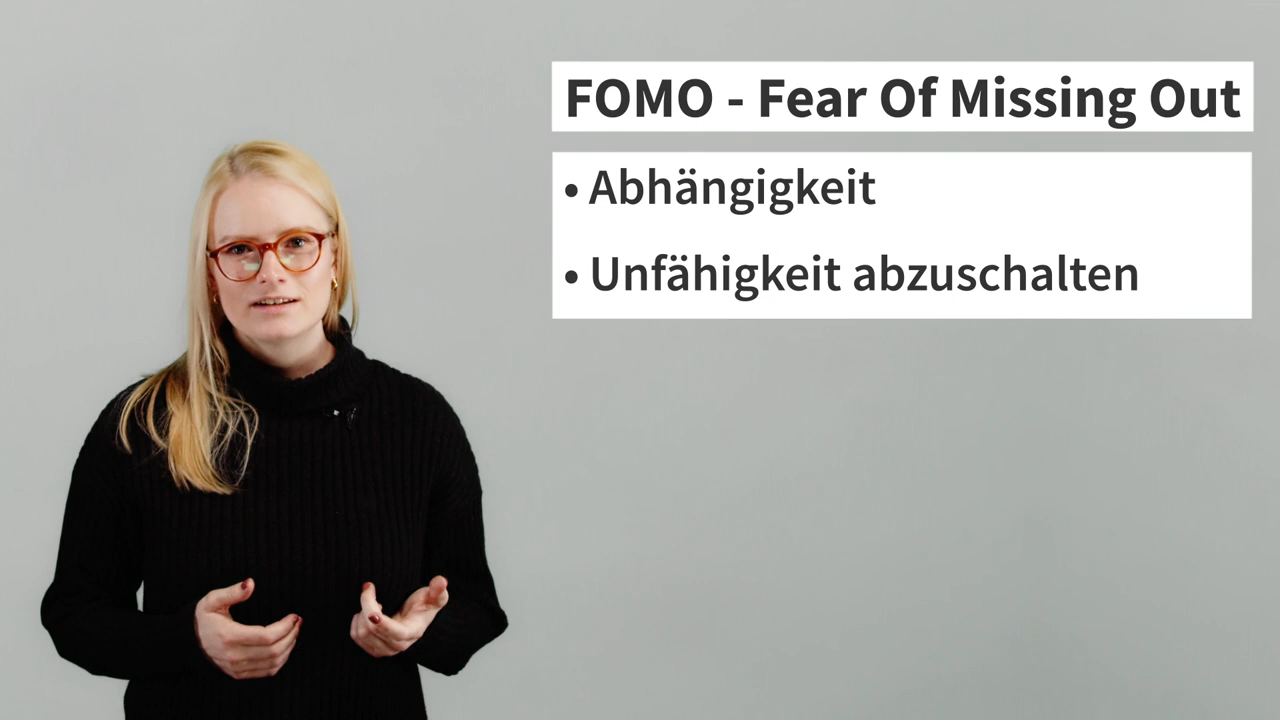 FOMO - Fear Of Missing Out
• Abhängigkeit
• Unfähigkeit abzuschalten